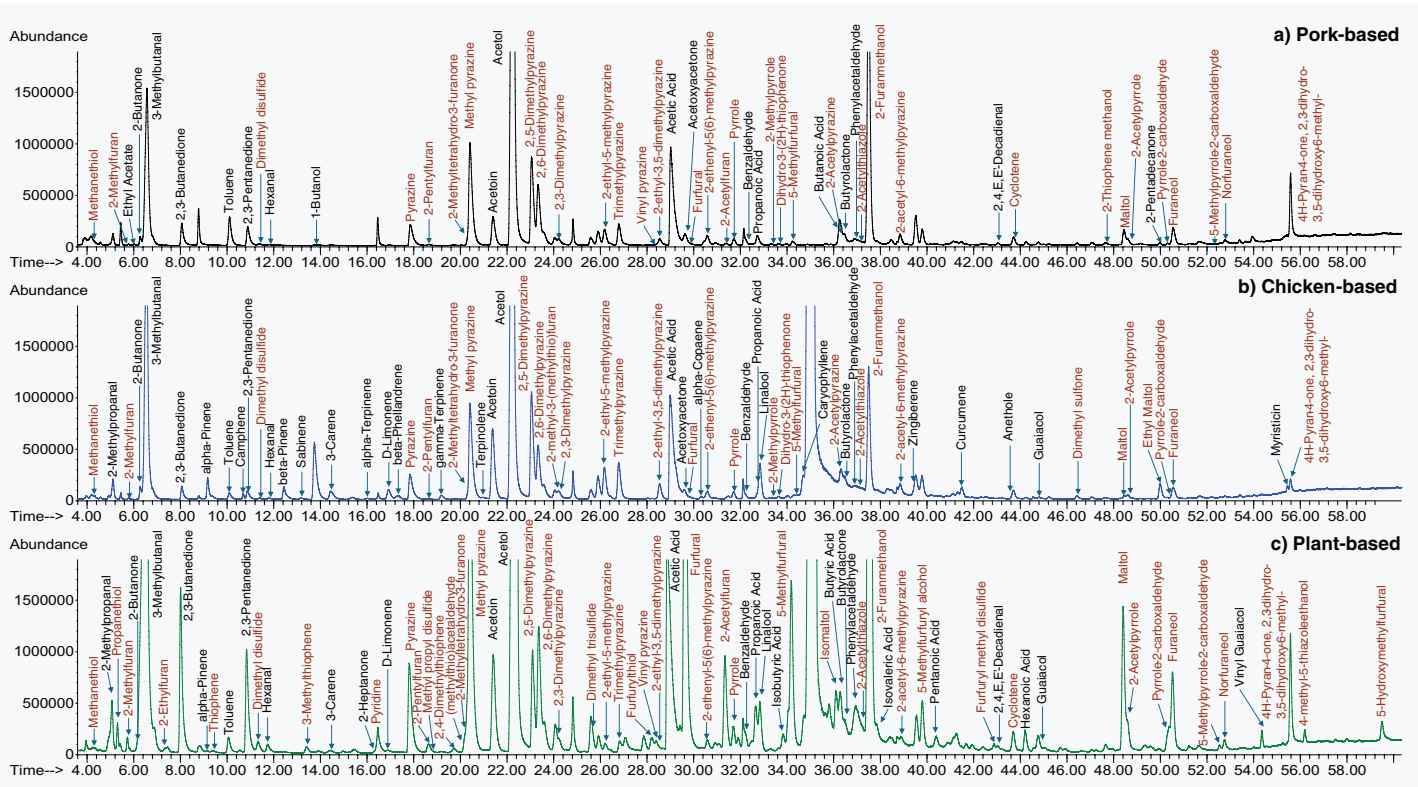 a) Pork-based
Abundance
1500000
1000000
500000
0
Time-->
4.00 6.00 8.00 10.00 12.00 14.00 16.00 18.00 20.00 22.00 24.00 26.00 28.00 30.00 32.00 34.00 36.00 38.00 40.00 42.00 44.00 46.00 48.00 50.00 52.00 54.00 56.00 58.00
Methanethiol
2-Methylfuran
Ethyl Acetate
2-Butanone
3-Methylbutanal
2,3-Butanedione
Toluene
2,3-Pentanedione
Dimethyl disulfide
Hexanal
1-Butanol
Pyrazine
2-Pentylfuran
2-Methyltetrahydro-3-furanone
Methyl pyrazine
Acetoin
Acetol
2,5-Dimethylpyrazine
2,6-Dimethylpyrazine
2,3-Dimethylpyrazine
2-ethyl-5-methylpyrazine
Trimethylpyrazine
Vinyl pyrazine
2-ethyl-3,5-dimethylpyrazine
Acetic Acid
Acetoxyacetone
Furfural
2-ethenyl-5(6)-methylpyrazine
2-Acetylfuran
Pyrrole
Benzaldehyde
Propanoic Acid
2-Methylpyrrole
Dihydro-3-(2H)-thiophenone
5-Methylfurfural
Butanoic Acid
2-Acetylpyrazine
Butyrolactone
Phenylacetaldehyde
2-Acetylthiazole
2-Furanmethanol
2-acetyl-6-methylpyrazine
2,4,E,E'-Decadienal
Cyclotene
2-Thiophene methanol
Maltol
2-Acetylpyrrole
2-Pentadecanone
Pyrrole-2-carboxaldehyde
Furaneol
5-Methylpyrrole-2-carboxaldehyde
Norfuraneol
4H-Pyran-4-one, 2,3-dihydro-
3,5-dihydroxy-6-methyl-
b) Chicken-based
Abundance
1500000
1000000
500000
0
Time-->
4.00 6.00 8.00 10.00 12.00 14.00 16.00 18.00 20.00 22.00 24.00 26.00 28.00 30.00 32.00 34.00 36.00 38.00 40.00 42.00 44.00 46.00 48.00 50.00 52.00 54.00 56.00 58.00
Methanethiol
2-Methylpropanal
2-Methylfuran
2-Butanone
3-Methylbutanal
2,3-Butanedione
alpha-Pinene
Toluene
Camphene
2,3-Pentanedione
Dimethyl disulfide
Hexanal
beta-Pinene
Sabinene
3-Carene
alpha-Terpinene
D-Limonene
beta-Phellandrene
Pyrazine
2-Pentylfuran
gamma-Terpinene
2-Methyltetrahydro-3-furanone
Methyl pyrazine
Terpinolene
Acetoin
Acetol
2,5-Dimethylpyrazine
2,6-Dimethylpyrazine
2-methyl-3-(methylthio)furan
2,3-Dimethylpyrazine
2-ethyl-5-methylpyrazine
Trimethylpyrazine
2-ethyl-3,5-dimethylpyrazine
Acetic Acid
Acetoxyacetone
Furfural
alpha-Copaene
2-ethenyl-5(6)-methylpyrazine
Pyrrole
Benzaldehyde
Propanoic Acid
Linalool
2-Methylpyrrole
Dihydro-3-(2H)-thiophenone
5-Methylfurfural
Caryophyllene
2-Acetylpyrazine
Butyrolactone
Phenylacetaldehyde
2-Acetylthiazole
2-Furanmethanol
2-acetyl-6-methylpyrazine
Zingiberene
Curcumene
Anethole
Guaiacol
Dimethyl sulfone
Maltol
2-Acetylpyrrole
Ethyl Maltol
Pyrrole-2-carboxaldehyde
Furaneol
Myristicin
4H-Pyran-4-one, 2,3-dihydro-
3,5-dihydroxy-6-methyl-
c) Plant-based
Abundance
1500000
1000000
500000
0
Time-->
4.00 6.00 8.00 10.00 12.00 14.00 16.00 18.00 20.00 22.00 24.00 26.00 28.00 30.00 32.00 34.00 36.00 38.00 40.00 42.00 44.00 46.00 48.00 50.00 52.00 54.00 56.00 58.00
Methanethiol
2-Methylpropanal
Propanethiol
2-Methylfuran
2-Butanone
3-Methylbutanal
2-Ethylfuran
2,3-Butanedione
alpha-Pinene
Thiophene
Toluene
2,3-Pentanedione
Dimethyl disulfide
Hexanal
3-Methylthiophene
3-Carene
2-Heptanone
Pyridine
D-Limonene
Pyrazine
2-Pentylfuran
Methyl propyl disulfide
2,4-Dimethylthiophene
(methylthio)acetaldehyde
2-Methyltetrahydro-3-furanone
Methyl pyrazine
Acetoin
Acetol
2,5-Dimethylpyrazine
2,6-Dimethylpyrazine
2,3-Dimethylpyrazine
Dimethyl trisulfide
2-ethyl-5-methylpyrazine
Trimethylpyrazine
Furfurylthiol
Vinyl pyrazine
2-ethyl-3,5-dimethylpyrazine
Acetic Acid
Furfural
2-ethenyl-5(6)-methylpyrazine
2-Acetylfuran
Pyrrole
Benzaldehyde
Propanoic Acid
Linalool
Isobutyric Acid
5-Methylfurfural
Isomaltol
Butyric Acid
Butyrolactone
Phenylacetaldehyde
2-Acetylthiazole
2-Furanmethanol
Isovaleric Acid
2-acetyl-6-methylpyrazine
5-Methylfurfuryl alcohol
Pentanoic Acid
Furfuryl methyl disulfide
2,4,E,E'-Decadienal
Cyclotene
Hexanoic Acid
Guaiacol
Maltol
2-Acetylpyrrole
Pyrrole-2-carboxaldehyde
Furaneol
5-Methylpyrrole-2-carboxaldehyde
Norfuraneol
Vinyl Guaiacol
4H-Pyran-4-one, 2,3-dihydro-
3,5-dihydroxy-6-methyl-
4-methyl-5-thiazoleethanol
5-Hydroxymethylfurfural